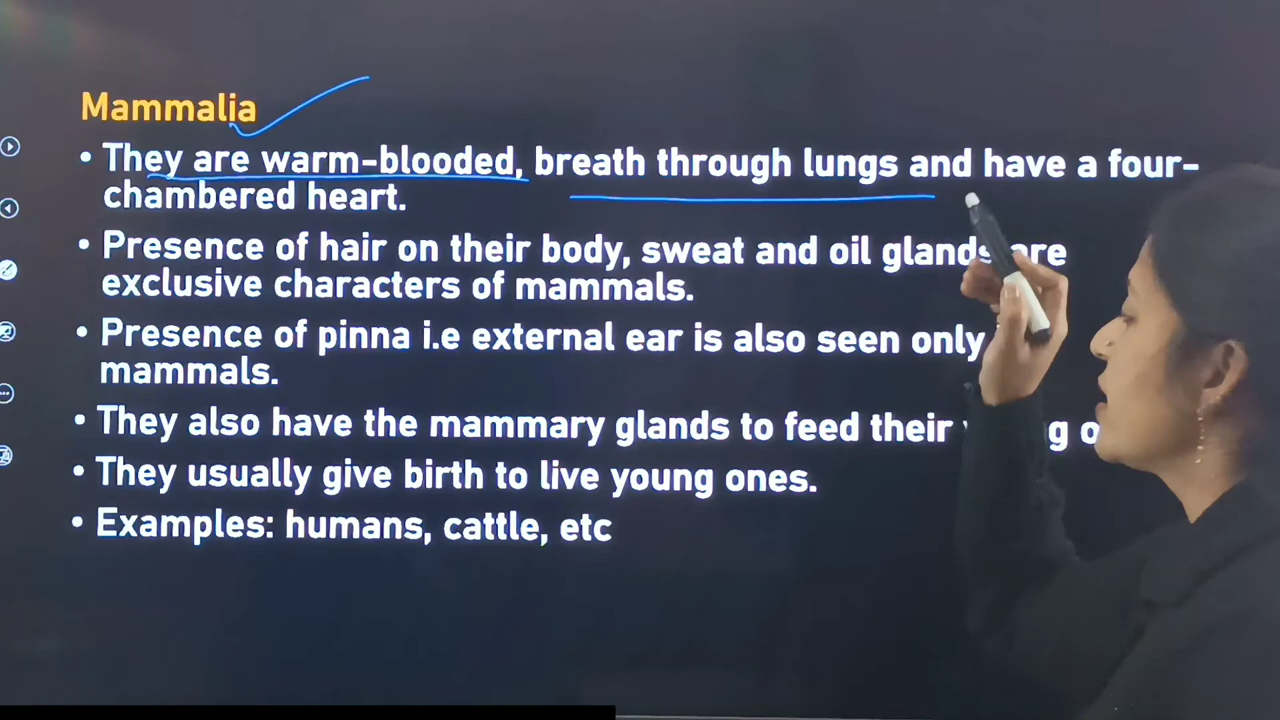 Mammalia
• They are warm-blooded, breath through lungs and have a four-
chambered heart.
• Presence of hair on their body, sweat and oil glands are
exclusive characters of mammals.
• Presence of pinna i.e external ear is also seen only
mammals.
• They also have the mammary glands to feed their
• They usually give birth to live young ones.
• Examples: humans, cattle, etc